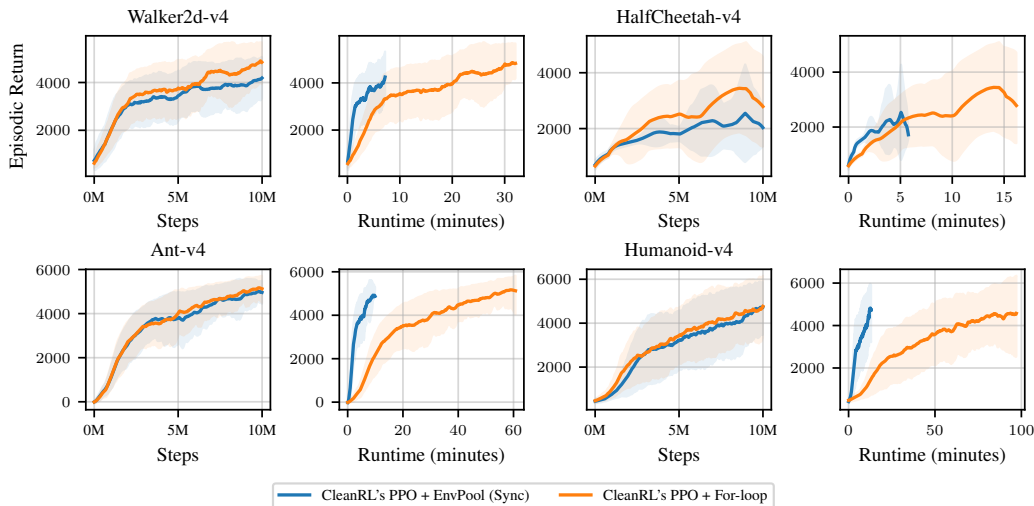 Walker2d-v4
HalfCheetah-v4
Episodic Return
4000
2000
0M
5M
10M
Steps
0
10
20
30
Runtime (minutes)
4000
2000
0M
5M
10M
Steps
4000
2000
0
5
10
15
Runtime (minutes)
Ant-v4
Humanoid-v4
6000
4000
2000
0
0M
5M
10M
Steps
6000
4000
2000
0
0
20
40
60
Runtime (minutes)
6000
4000
2000
0M
5M
10M
Steps
6000
4000
2000
0
50
100
Runtime (minutes)
CleanRL's PPO + EnvPool (Sync)
CleanRL's PPO + For-loop